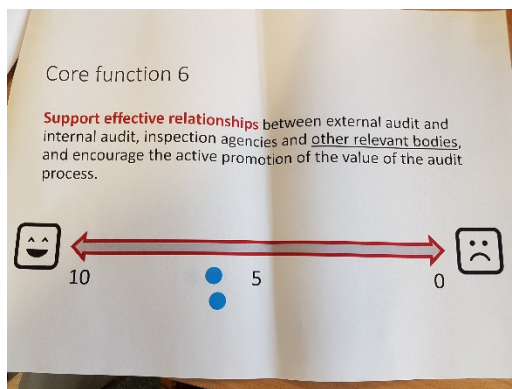 Core function 6
Support effective relationships between external audit and
internal audit, inspection agencies and other relevant bodies,
and encourage the active promotion of the value of the audit
process.
10 5 0